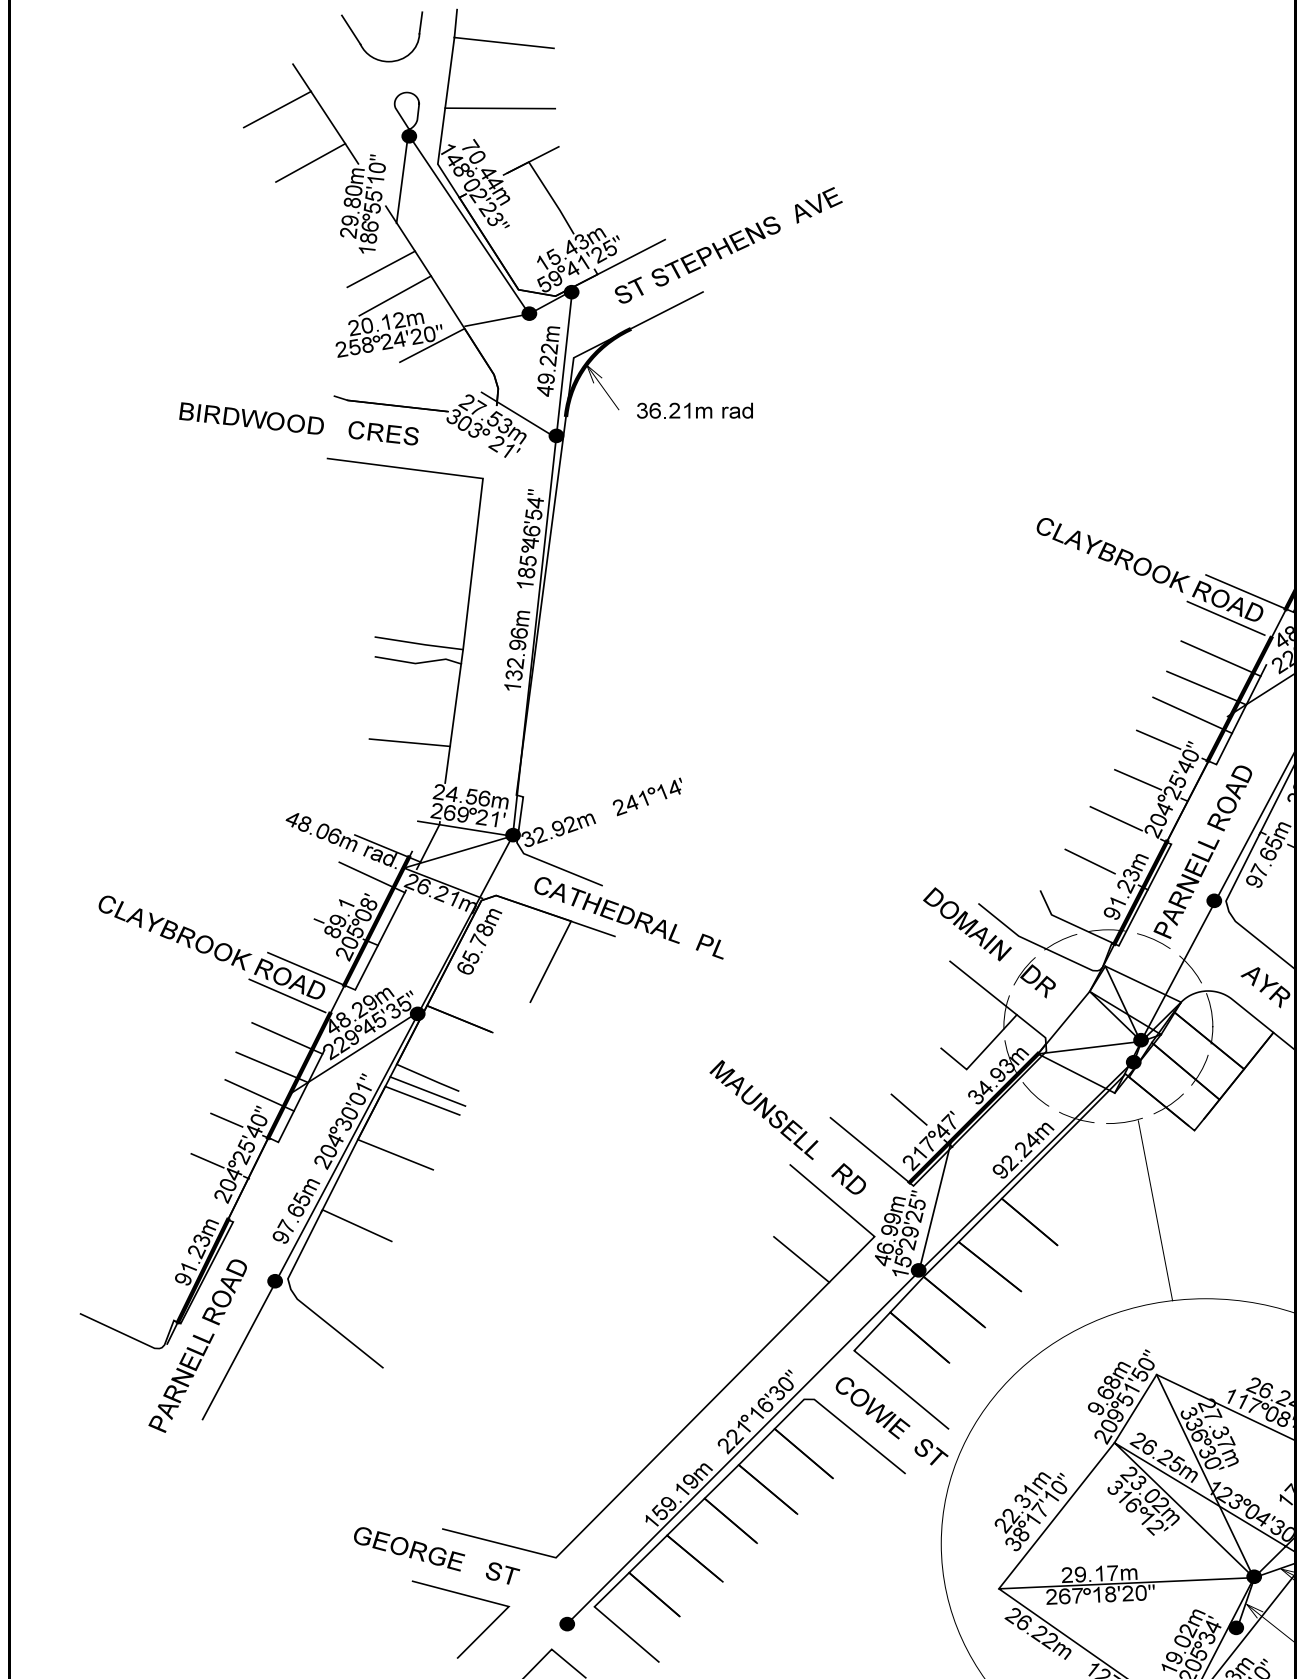 70.44m
148°02'23"
29.80m
186°55'10"
15.43m
59°41'25"
ST STEPHENS AVE
20.12m
258°24'20"
49.22m
36.21m rad
BIRDWOOD CRES
27.53m
303°21'
185°46'54"
132.96m
24.56m
269°21'
32.92m 241°14'
48.06m rad.
26.21m
CATHEDRAL PL
89.1
205°08'
65.78m
CLAYBROOK ROAD
48.29m
229°45'35"
204°25'40"
91.23m
97.65m 204°30'01"
PARNELL ROAD
CLAYBROOK ROAD
48
22
204°25'40"
91.23m
PARNELL ROAD
97.65m
DOMAIN DR
AYR
MAUNSELL RD
217°47' 34.93m
92.24m
46.99m
15°29'25"
COWIE ST
159.19m 221°16'30"
GEORGE ST
9.68m
209°51'50"
27.37m
336°30'
26.24
117°08'
26.25m 123°04'30
23.02m
316°12'
22.31m
38°17'10"
29.17m
267°18'20"
26.22m
19.02m
205°34'